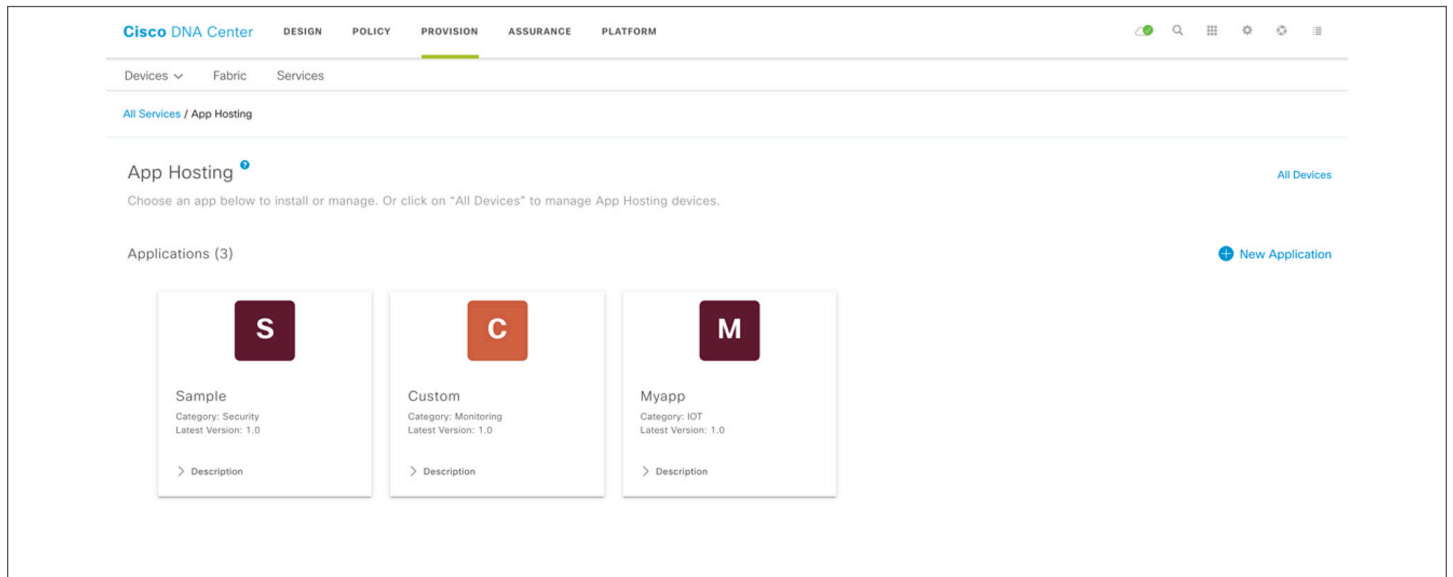 Cisco DNA Center DESIGN POLICY PROVISION ASSURANCE PLATFORM
Devices Fabric Services
All Services / App Hosting
App Hosting ?
All Devices
Choose an app below to install or manage. Or click on "All Devices" to manage App Hosting devices.
Applications (3)
New Application
S
Sample
Category: Security
Latest Version: 1.0
Description
C
Custom
Category: Monitoring
Latest Version: 1.0
Description
M
Myapp
Category: IOT
Latest Version: 1.0
Description